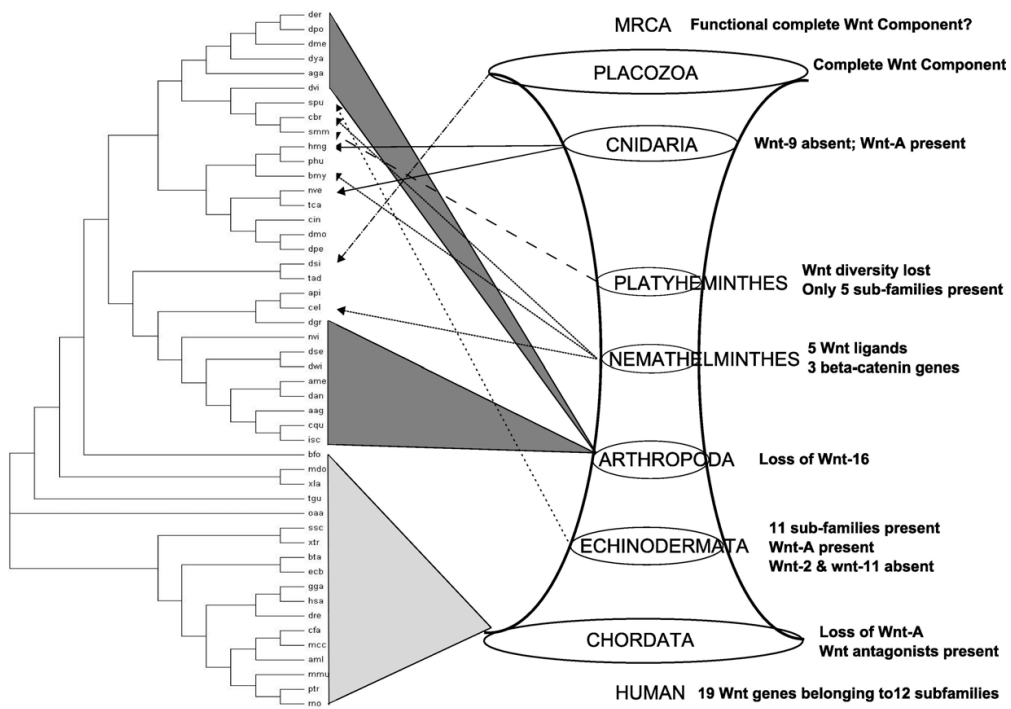 der
dpo
dme
dya
aga
dvi
spu
cbr
smm
hmg
phu
bmy
nve
tca
cin
dmo
dpe
dsi
tad
api
cel
dgr
nvi
dse
dwi
ame
dan
aag
cqu
isc
bfo
mdo
xla
tgu
oaa
ssc
xtr
bta
ecb
gga
hsa
dre
cfa
mcc
aml
mmu
ptr
rno
MRCA Functional complete Wnt Component?
PLACOZOA Complete Wnt Component
CNIDARIA Wnt-9 absent; Wnt-A present
PLATYHEMINTHES
Wnt diversity lost
Only 5 sub-families present
NEMATHELMINTHES
5 Wnt ligands
3 beta-catenin genes
ARTHROPODA Loss of Wnt-16
ECHINODERMATA
11 sub-families present
Wnt-A present
Wnt-2 & wnt-11 absent
CHORDATA
Loss of Wnt-A
Wnt antagonists present
HUMAN 19 Wnt genes belonging to12 subfamilies